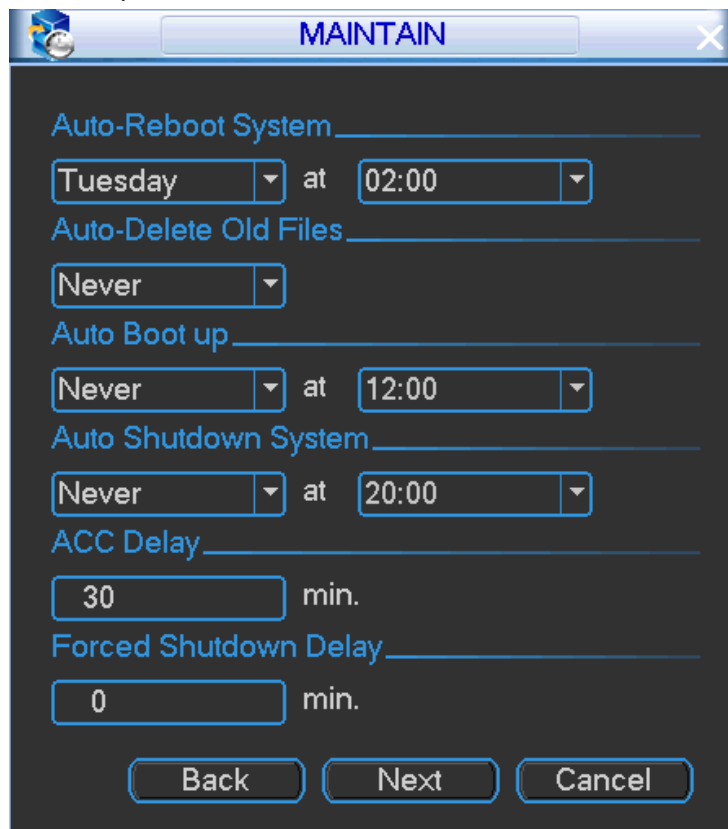 MAINTAIN
Auto-Reboot System
Tuesday at 02:00
Auto-Delete Old Files
Never
Auto Boot up
Never at 12:00
Auto Shutdown System
Never at 20:00
ACC Delay
30 min.
Forced Shutdown Delay
0 min.
Back Next Cancel